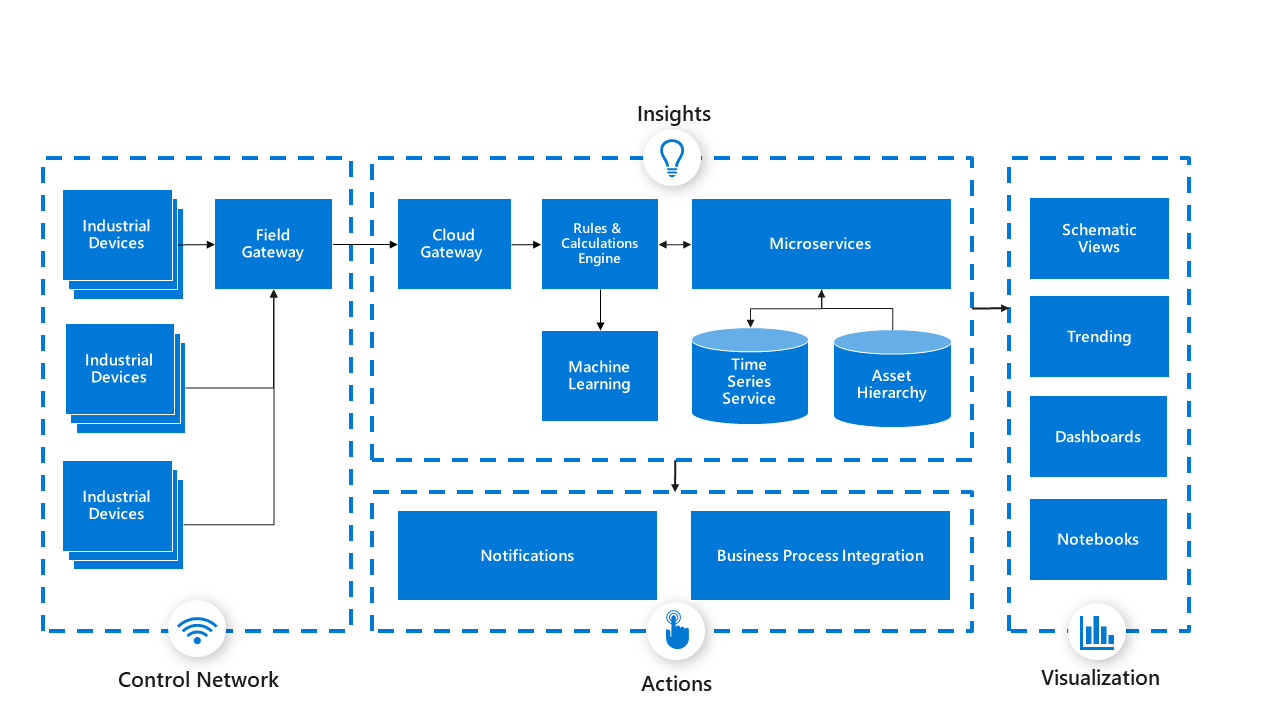 Insights
Industrial
Devices
Field
Gateway
Industrial
Devices
Industrial
Devices
Control Network
Cloud
Gateway
Rules &
Calculations
Engine
Microservices
Machine
Learning
Time
Series
Service
Asset
Hierarchy
Notifications
Business Process Integration
Actions
Schematic
Views
Trending
Dashboards
Notebooks
Visualization